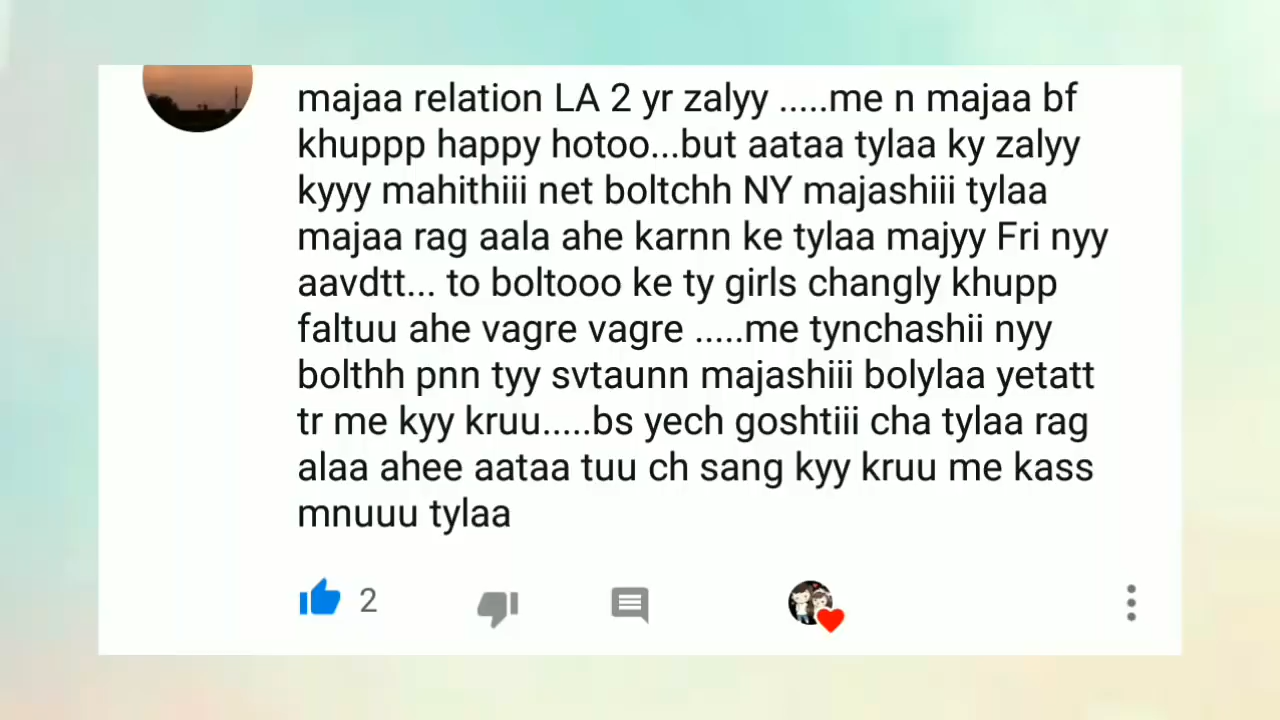 majaa relation LA 2 yr zalyy .....me n majaa bf
khuppp happy hotoo...but aataa tylaa ky zalyy
kyyy mahithiii net boltchh NY majashiii tylaa
majaa rag aala ahe karnn ke tylaa majyy Fri nyy
aavdtt... to boltooo ke ty girls changly khupp
faltuu ahe vagre vagre .....me tynchashii nyy
bolthh pnn tyy svtaunn majashiii bolylaa yetatt
tr me kyy kruu.....bs yech goshtiii cha tylaa rag
alaa ahee aataa tuu ch sang kyy kruu me kass
mnuuu tylaa
2